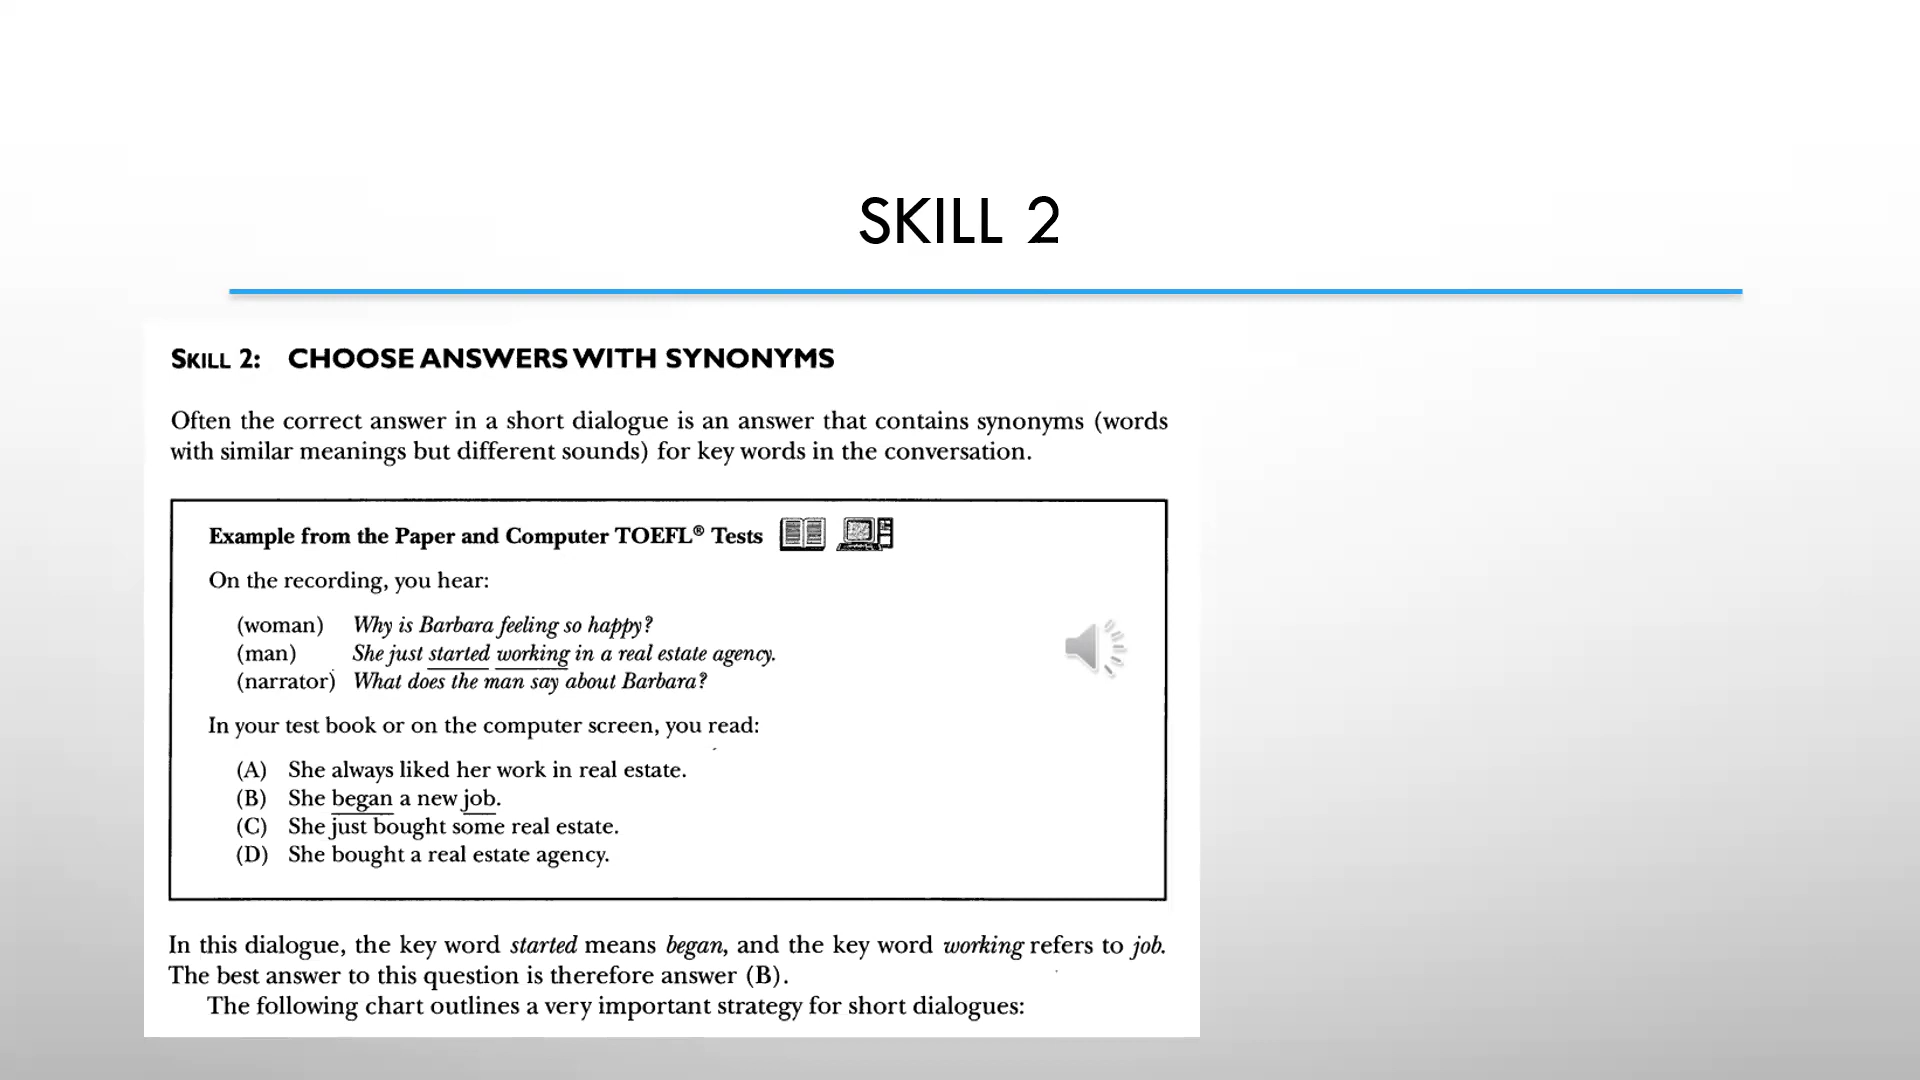 SKILL 2
SKILL 2: CHOOSE ANSWERS WITH SYNONYMS
Often the correct answer in a short dialogue is an answer that contains synonyms (words
with similar meanings but different sounds) for key words in the conversation.
Example from the Paper and Computer TOEFL® Tests
On the recording, you hear:
(woman) Why is Barbara feeling so happy?
(man) She just started working in a real estate agency.
(narrator) What does the man say about Barbara?
In your test book or on the computer screen, you read:
(A) She always liked her work in real estate.
(B) She began a new job.
(C) She just bought some real estate.
(D) She bought a real estate agency.
In this dialogue, the key word started means began, and the key word working refers to job.
The best answer to this question is therefore answer (B).
The following chart outlines a very important strategy for short dialogues: